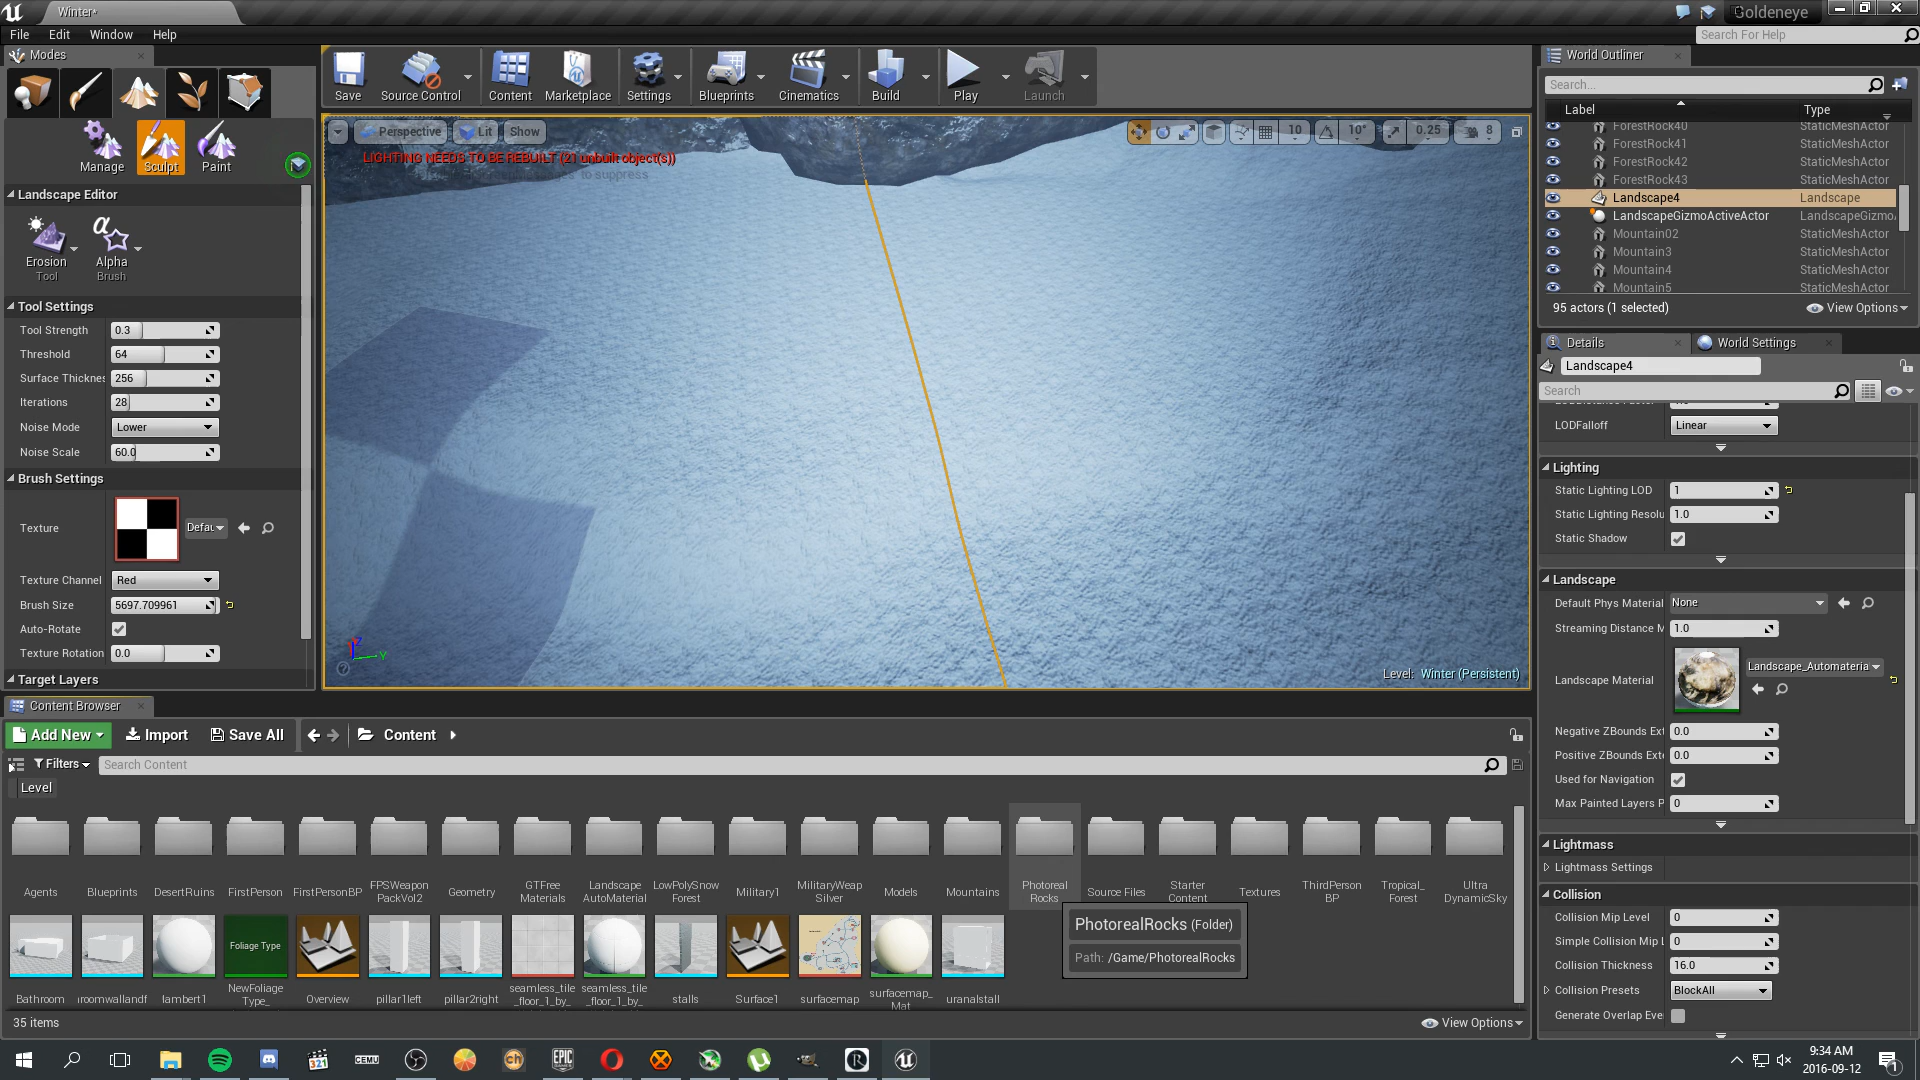 Winter*
Goldeneye
File Edit Window Help
Search For Help
Modes
Manage Sculpt Paint
Landscape Editor
Erosion Alpha
Tool Brush
Tool Settings
Tool Strength 0.3
Threshold 64
Surface Thicknes 256
Iterations 28
Noise Mode Lower
Noise Scale 60.0
Brush Settings
Texture Defau
Texture Channel Red
Brush Size 5697.709961
Auto-Rotate
Texture Rotation 0.0
Target Layers
Save Source Control Content Marketplace Settings Blueprints Cinematics Build Play Launch
Perspective Lit Show
10 10° 0.25 8
LIGHTING NEEDS TO BE REBUILT (21 unbuilt object(s))
to suppress
Z
Y
Level: Winter (Persistent)
World Outliner
Search...
Label Type
ForestRock40 StaticMeshActor
ForestRock41 StaticMeshActor
ForestRock42 StaticMeshActor
ForestRock43 StaticMeshActor
Landscape4 Landscape
LandscapeGizmoActiveActor LandscapeGizmoA
Mountain02 StaticMeshActor
Mountain3 StaticMeshActor
Mountain4 StaticMeshActor
Mountain5 StaticMeshActor
95 actors (1 selected) View Options
Details World Settings
Landscape4
Search
LODFalloff Linear
Lighting
Static Lighting LOD 1
Static Lighting Resolu 1.0
Static Shadow
Landscape
Default Phys Material None
Streaming Distance M 1.0
Landscape Material Landscape_Automateria
Negative ZBounds Ext 0.0
Positive ZBounds Exte 0.0
Used for Navigation
Max Painted Layers P 0
Lightmass
Lightmass Settings
Collision
Collision Mip Level 0
Simple Collision Mip L 0
Collision Thickness 16.0
Collision Presets BlockAll
Generate Overlap Eve
Content Browser
Add New Import Save All Content
Filters Search Content
Level
Agents Blueprints DesertRuins FirstPerson FirstPersonBP FPSWeapon PackVol2 Geometry GTFree Materials Landscape AutoMaterial LowPolySnow Forest Military1 MilitaryWeap Silver Models Mountains Photoreal Rocks Source Files Starter Content Textures ThirdPerson BP Tropical_ Forest Ultra DynamicSky
Foliage Type
Bathroom hroomwallandf lambert1 NewFoliage Type_ Overview pillar1left pillar2right seamless_tile _floor_1_by_ seamless_tile _floor_1_by_ stalls Surface1 surfacemap surfacemap_ Mat uranalstall
PhotorealRocks (Folder)
Path: /Game/PhotorealRocks
35 items View Options
321 CEMU ch EPIC GAMES R
9:34 AM
2016-09-12
1